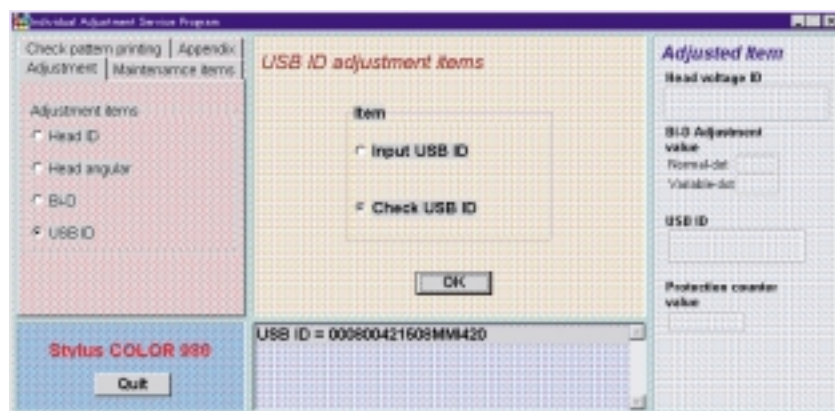 Individual Adjustment Service Program
Check pattern printing
Appendix
Adjustment
Maintenamce items
Adjustment items
Head ID
Head angular
Bi-D
USB ID
Stylus COLOR 980
Quit
USB ID adjustment items
Item
Input USB ID
Check USB ID
OK
USB ID = 000800421508MMI420
Adjusted Item
Head voltage ID
Bi-D Adjustment
value
Normal-dot
Variable-dot
USB ID
Protection counter
value